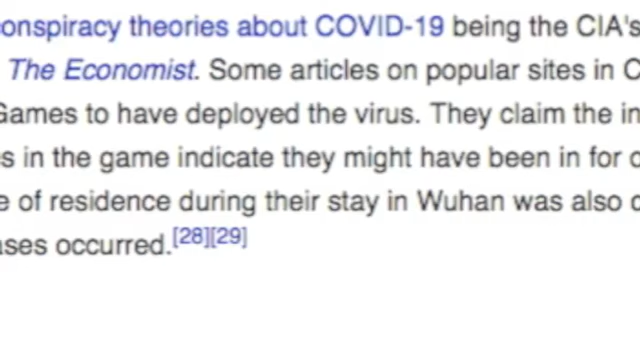 onspiracy theories about COVID-19 being the CIA's
The Economist. Some articles on popular sites in C
Games to have deployed the virus. They claim the in
s in the game indicate they might have been in for
e of residence during their stay in Wuhan was also
ases occurred.[28][29]